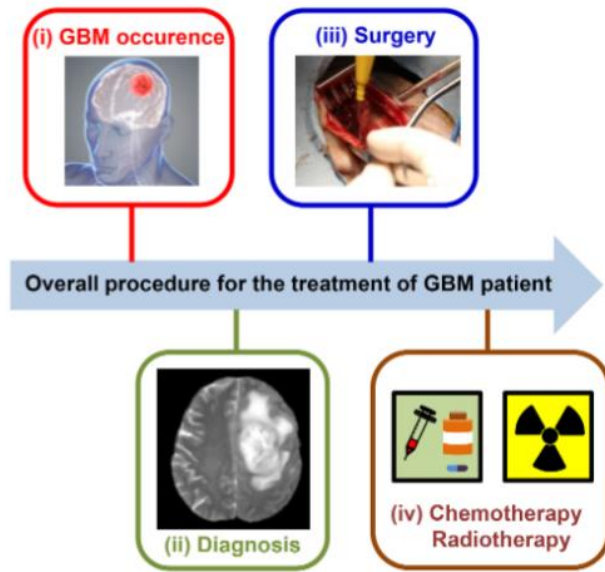 (i) GBM occurence
(iii) Surgery
Overall procedure for the treatment of GBM patient
(ii) Diagnosis
(iv) Chemotherapy
Radiotherapy